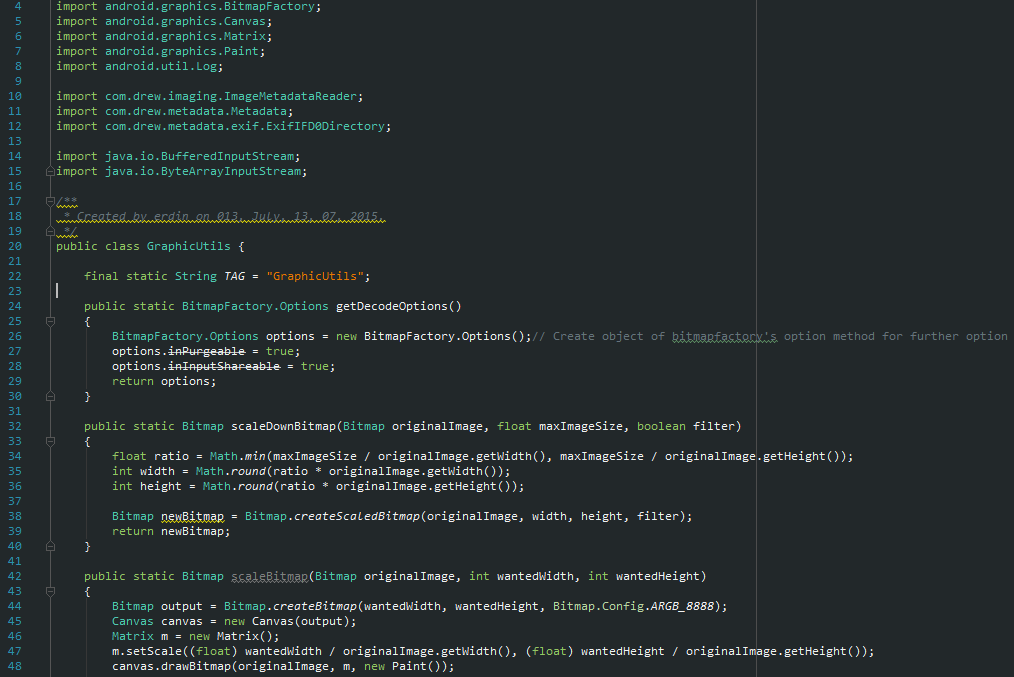 4 import android.graphics.BitmapFactory;
5 import android.graphics.Canvas;
6 import android.graphics.Matrix;
7 import android.graphics.Paint;
8 import android.util.Log;
9
10 import com.drew.imaging.ImageMetadataReader;
11 import com.drew.metadata.Metadata;
12 import com.drew.metadata.exif.ExifIFD0Directory;
13
14 import java.io.BufferedInputStream;
15 import java.io.ByteArrayInputStream;
16
17 /**
18  * Created by erdin on 013, July, 13, 07, 2015.
19  */
20 public class GraphicUtils {
21
22     final static String TAG = "GraphicUtils";
23
24     public static BitmapFactory.Options getDecodeOptions()
25     {
26         BitmapFactory.Options options = new BitmapFactory.Options();// Create object of bitmapfactory's option method for further option
27         options.inPurgeable = true;
28         options.inInputShareable = true;
29         return options;
30     }
31
32     public static Bitmap scaleDownBitmap(Bitmap originalImage, float maxImageSize, boolean filter)
33     {
34         float ratio = Math.min(maxImageSize / originalImage.getWidth(), maxImageSize / originalImage.getHeight());
35         int width = Math.round(ratio * originalImage.getWidth());
36         int height = Math.round(ratio * originalImage.getHeight());
37
38         Bitmap newBitmap = Bitmap.createScaledBitmap(originalImage, width, height, filter);
39         return newBitmap;
40     }
41
42     public static Bitmap scaleBitmap(Bitmap originalImage, int wantedWidth, int wantedHeight)
43     {
44         Bitmap output = Bitmap.createBitmap(wantedWidth, wantedHeight, Bitmap.Config.ARGB_8888);
45         Canvas canvas = new Canvas(output);
46         Matrix m = new Matrix();
47         m.setScale((float) wantedWidth / originalImage.getWidth(), (float) wantedHeight / originalImage.getHeight());
48         canvas.drawBitmap(originalImage, m, new Paint());